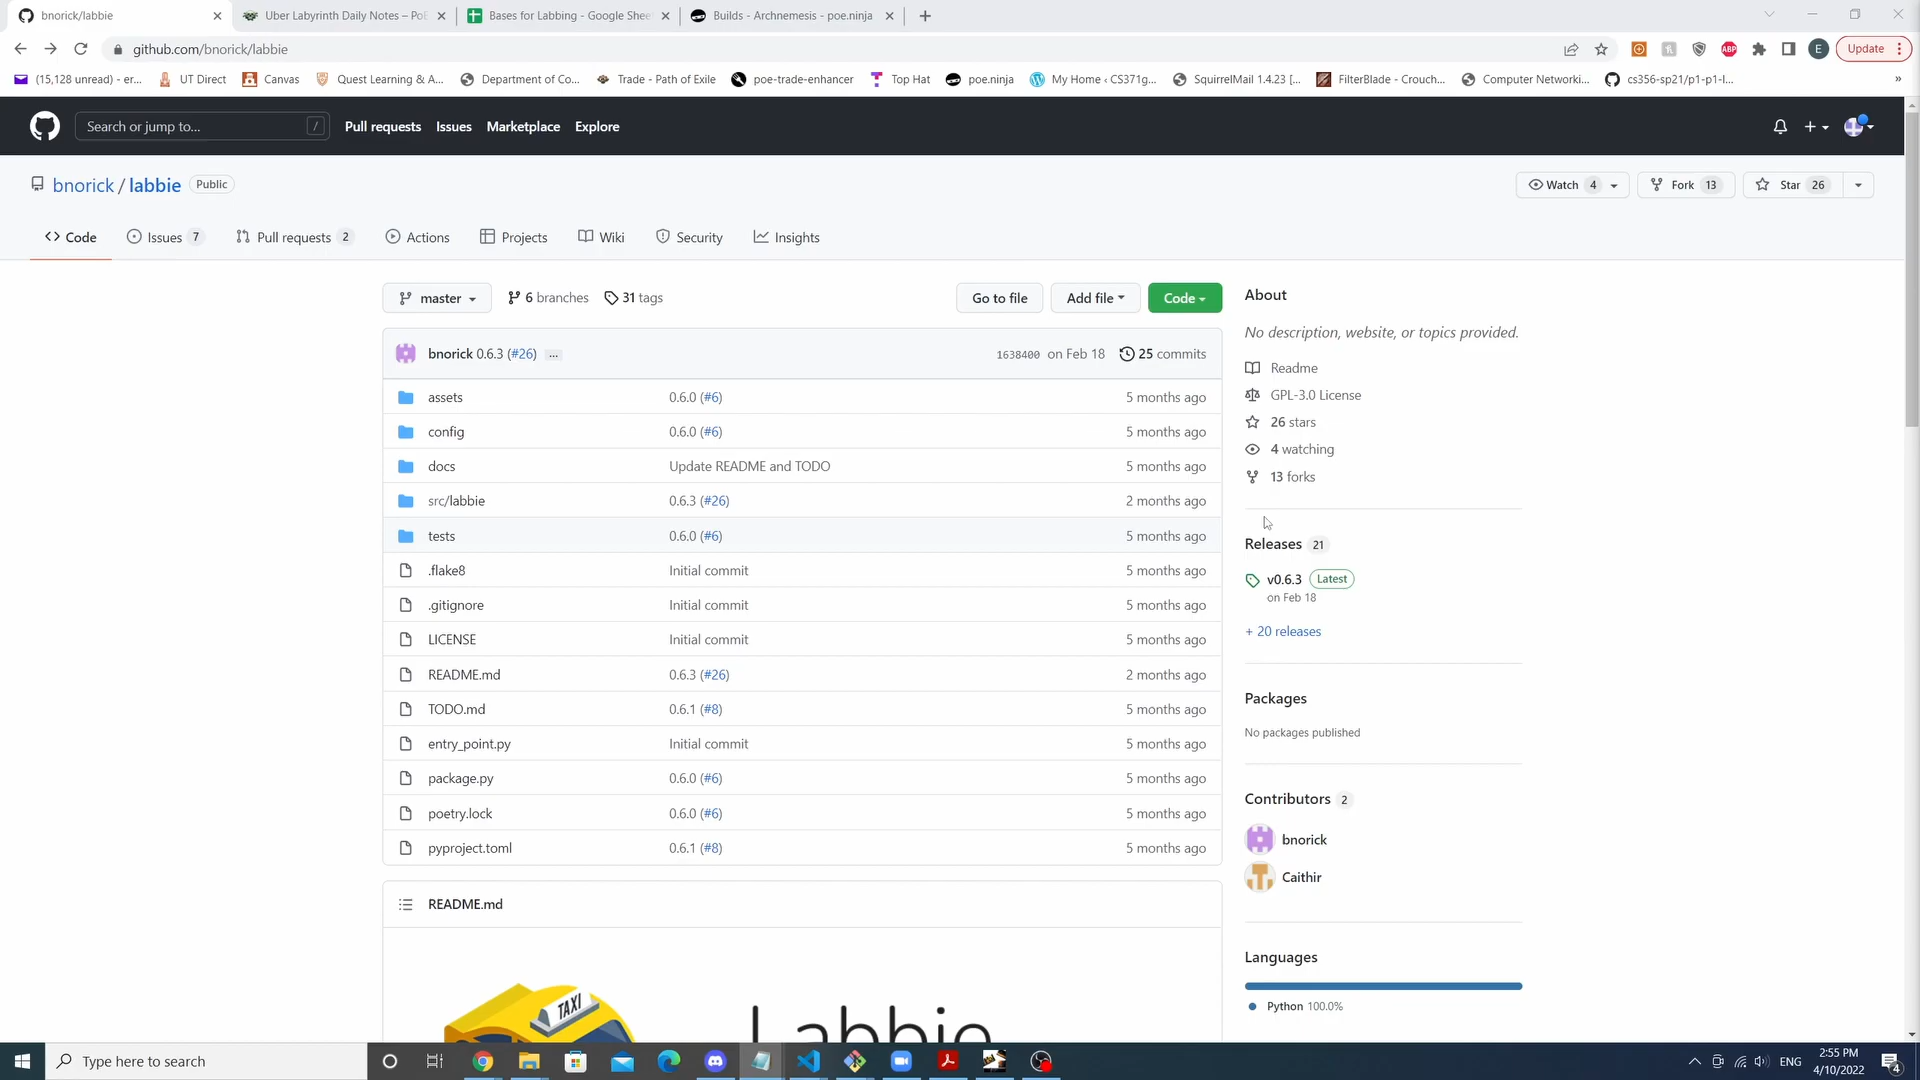 bnorick/labbie
Uber Labyrinth Daily Notes – PoE
Bases for Labbing - Google Shee
Builds - Archnemesis - poe.ninja
github.com/bnorick/labbie
ABP
E
Update
(15,128 unread) - er...
UT Direct
Canvas
Quest Learning & A...
Department of Co...
Trade - Path of Exile
poe-trade-enhancer
Top Hat
poe.ninja
My Home ‹ CS371g...
SquirrelMail 1.4.23 [...
FilterBlade - Crouch...
Computer Networki...
cs356-sp21/p1-p1-l...
»
Search or jump to...
/
Pull requests
Issues
Marketplace
Explore
bnorick / labbie
Public
Watch 4
Fork 13
Star 26
Code
Issues 7
Pull requests 2
Actions
Projects
Wiki
Security
Insights
master
6 branches
31 tags
Go to file
Add file
Code
About
No description, website, or topics provided.
bnorick 0.6.3 (#26) ...
1638400 on Feb 18
25 commits
Readme
GPL-3.0 License
26 stars
4 watching
13 forks
assets 0.6.0 (#6) 5 months ago
config 0.6.0 (#6) 5 months ago
docs Update README and TODO 5 months ago
src/labbie 0.6.3 (#26) 2 months ago
tests 0.6.0 (#6) 5 months ago
.flake8 Initial commit 5 months ago
.gitignore Initial commit 5 months ago
LICENSE Initial commit 5 months ago
README.md 0.6.3 (#26) 2 months ago
TODO.md 0.6.1 (#8) 5 months ago
entry_point.py Initial commit 5 months ago
package.py 0.6.0 (#6) 5 months ago
poetry.lock 0.6.0 (#6) 5 months ago
pyproject.toml 0.6.1 (#8) 5 months ago
Releases 21
v0.6.3 Latest
on Feb 18
+ 20 releases
Packages
No packages published
Contributors 2
bnorick
Caithir
Languages
Python 100.0%
README.md
TAXI
Labbie
Type here to search
ENG
2:55 PM
4/10/2022
4